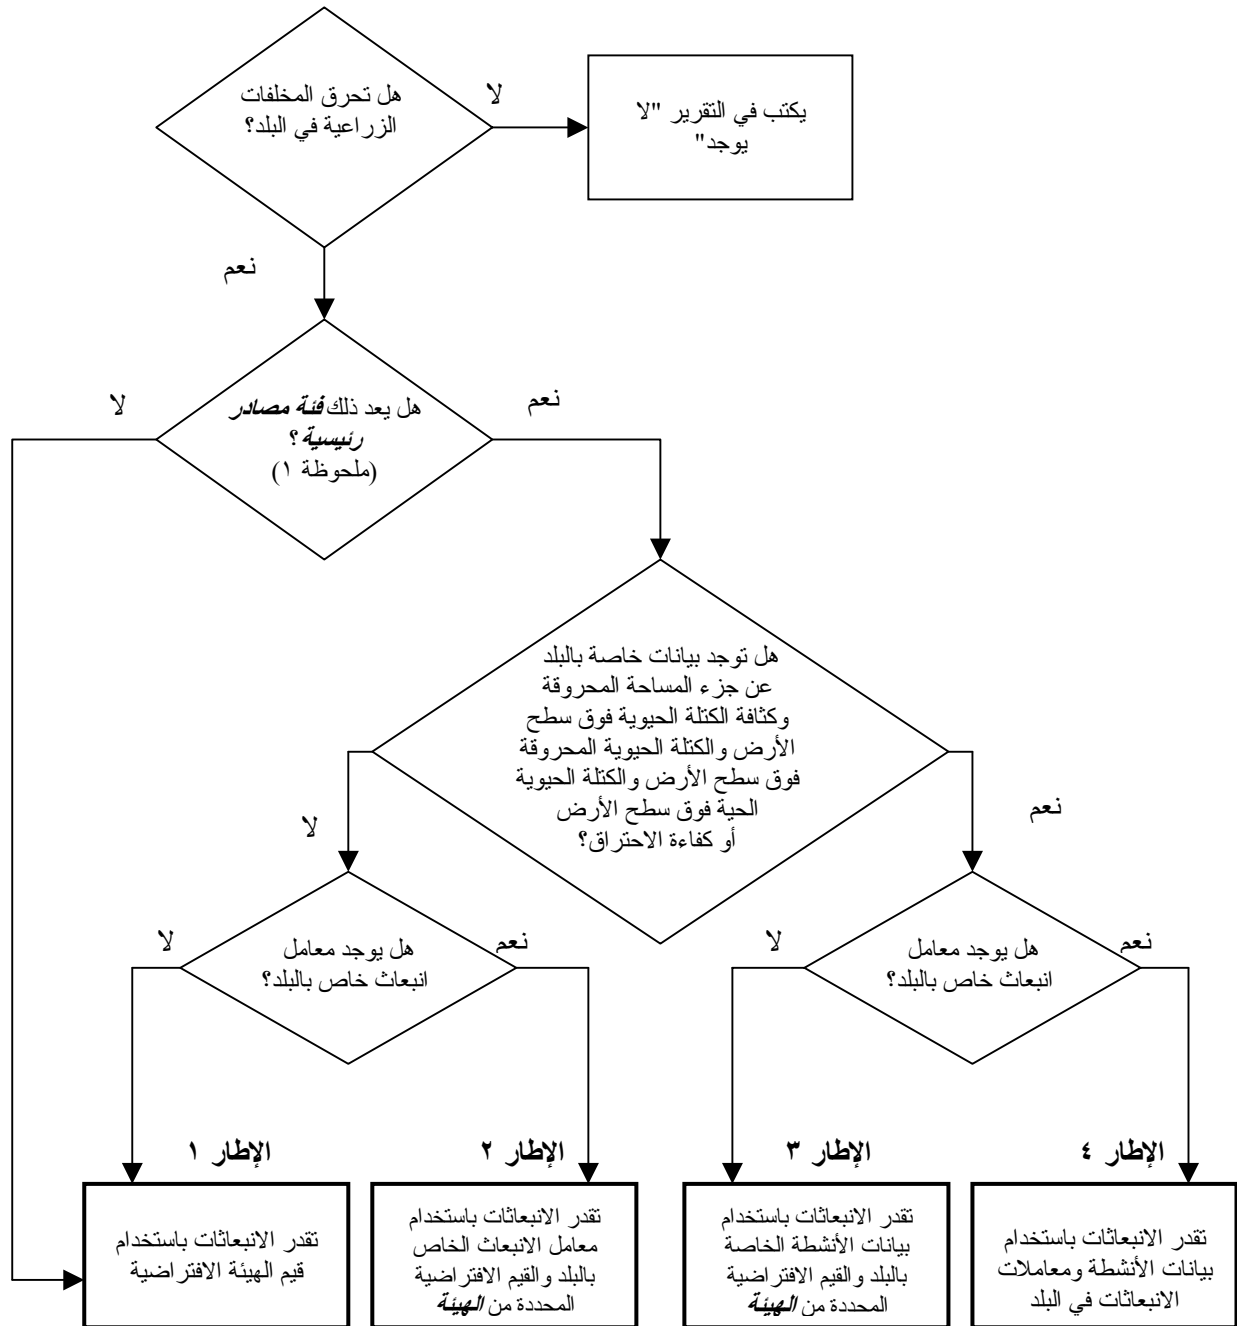 هل تحرق المخلفات
الزراعية في البلد؟
لا
يكتب في التقرير "لا
يوجد"
نعم
هل يعد ذلك فئة مصادر
رئيسية؟
(ملحوظة ١)
نعم
لا
هل توجد بيانات خاصة بالبلد
عن جزء المساحة المحروقة
وكثافة الكتلة الحيوية فوق سطح
الأرض والكتلة الحيوية المحروقة
فوق سطح الأرض والكتلة الحيوية
الحية فوق سطح الأرض
أو كفاءة الاحتراق؟
نعم
لا
هل يوجد معامل
انبعاث خاص بالبلد؟
نعم
لا
هل يوجد معامل
انبعاث خاص بالبلد؟
نعم
لا
الإطار ٤
تقدر الانبعاثات باستخدام
بيانات الأنشطة ومعاملات
الانبعاثات في البلد
الإطار ٣
تقدر الانبعاثات باستخدام
بيانات الأنشطة الخاصة
بالبلد والقيم الافتراضية
المحددة من الهيئة
الإطار ٢
تقدر الانبعاثات باستخدام
معامل الانبعاث الخاص
بالبلد والقيم الافتراضية
المحددة من الهيئة
الإطار ١
تقدر الانبعاثات باستخدام
قيم الهيئة الافتراضية